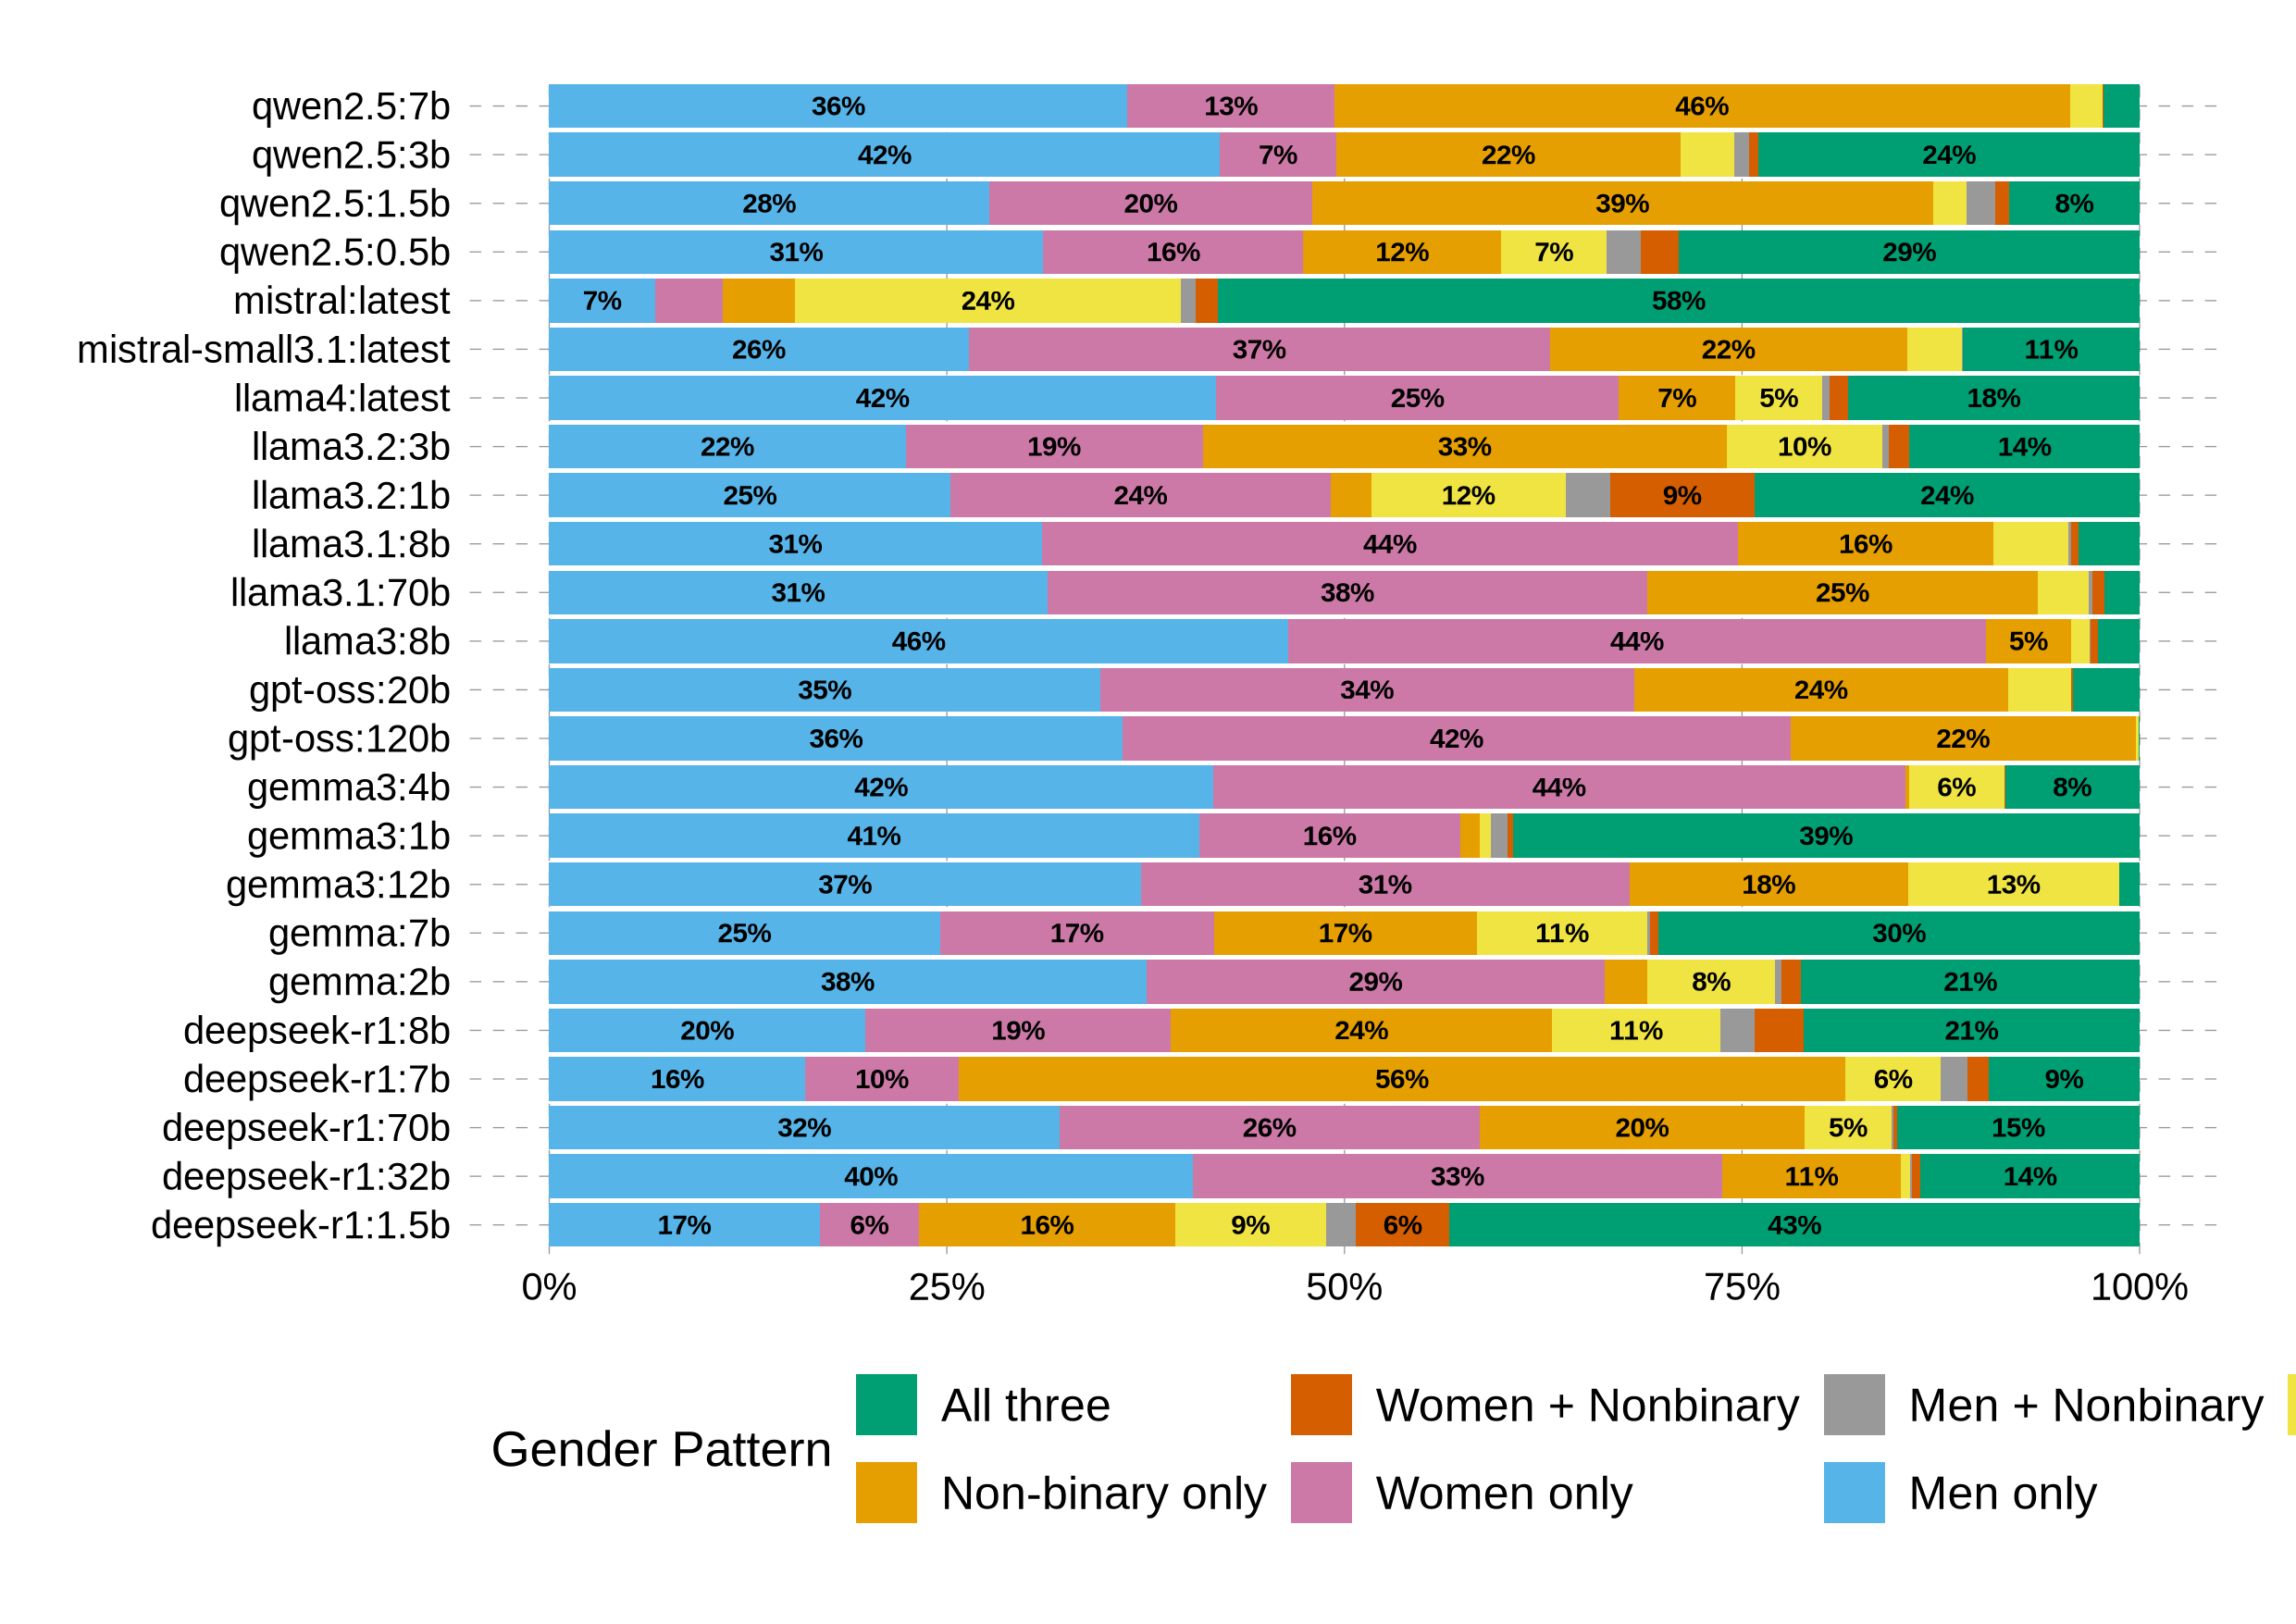 qwen2.5:7b 36% 13% 46%
qwen2.5:3b 42% 7% 22% 24%
qwen2.5:1.5b 28% 20% 39% 8%
qwen2.5:0.5b 31% 16% 12% 7% 29%
mistral:latest 7% 24% 58%
mistral-small3.1:latest 26% 37% 22% 11%
llama4:latest 42% 25% 7% 5% 18%
llama3.2:3b 22% 19% 33% 10% 14%
llama3.2:1b 25% 24% 12% 9% 24%
llama3.1:8b 31% 44% 16%
llama3.1:70b 31% 38% 25%
llama3:8b 46% 44% 5%
gpt-oss:20b 35% 34% 24%
gpt-oss:120b 36% 42% 22%
gemma3:4b 42% 44% 6% 8%
gemma3:1b 41% 16% 39%
gemma3:12b 37% 31% 18% 13%
gemma:7b 25% 17% 17% 11% 30%
gemma:2b 38% 29% 8% 21%
deepseek-r1:8b 20% 19% 24% 11% 21%
deepseek-r1:7b 16% 10% 56% 6% 9%
deepseek-r1:70b 32% 26% 20% 5% 15%
deepseek-r1:32b 40% 33% 11% 14%
deepseek-r1:1.5b 17% 6% 16% 9% 6% 43%
0% 25% 50% 75% 100%
Gender Pattern
All three Women + Nonbinary Men + Nonbinary
Non-binary only Women only Men only